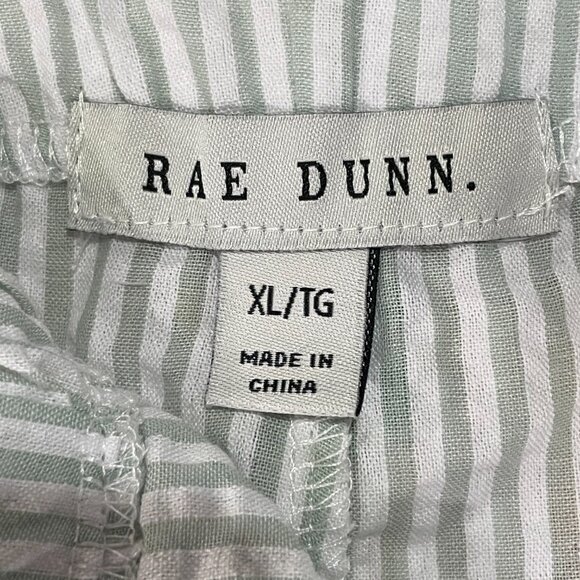 RAE DUNN.
XL/TG
MADE IN
CHINA